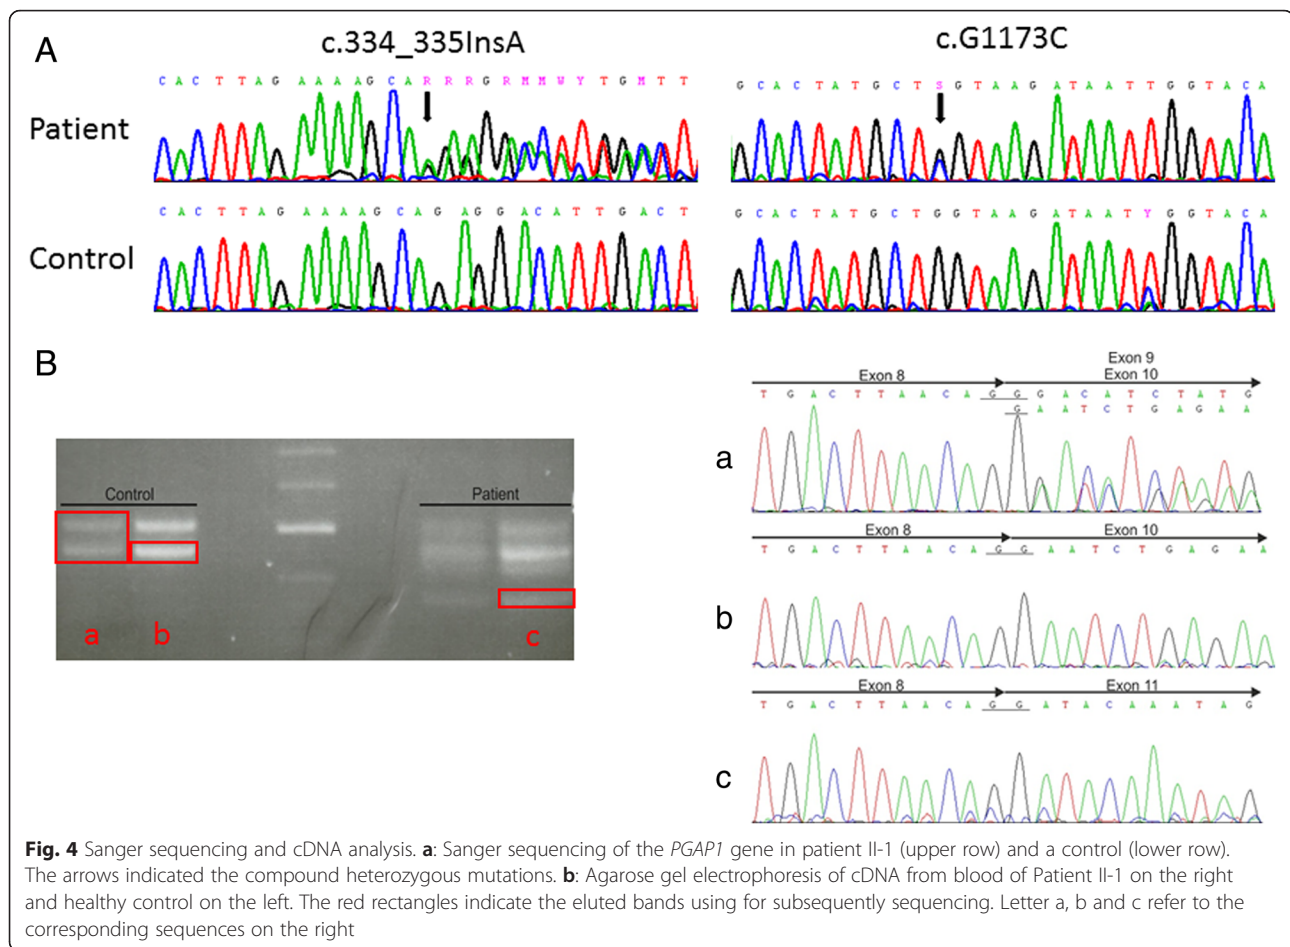 A
c.334_335InsA
c.G1173C
C A C T T A G A A A A G C A R R R G R M M W Y T G M T T
G C A C T A T G C T S G T A A G A T A A T T G G T A C A
Patient
C A C T T A G A A A A G C A G A G G A C A T T G A C T
G C A C T A T G C T G G T A A G A T A A T Y G G T A C A
Control
B
Control
Patient
a
b
c
Exon 9
Exon 8
Exon 10
T G A C T T A A C A G G G A C A T C T A T G
G A A T C T G A G A A
a
Exon 8
Exon 10
T G A C T T A A C A G G A A T C T G A G A A
b
Exon 8
Exon 11
T G A C T T A A C A G G A T A C A A A T A G
c
Fig. 4 Sanger sequencing and cDNA analysis. a: Sanger sequencing of the PGAP1 gene in patient II-1 (upper row) and a control (lower row).
The arrows indicated the compound heterozygous mutations. b: Agarose gel electrophoresis of cDNA from blood of Patient II-1 on the right
and healthy control on the left. The red rectangles indicate the eluted bands using for subsequently sequencing. Letter a, b and c refer to the
corresponding sequences on the right